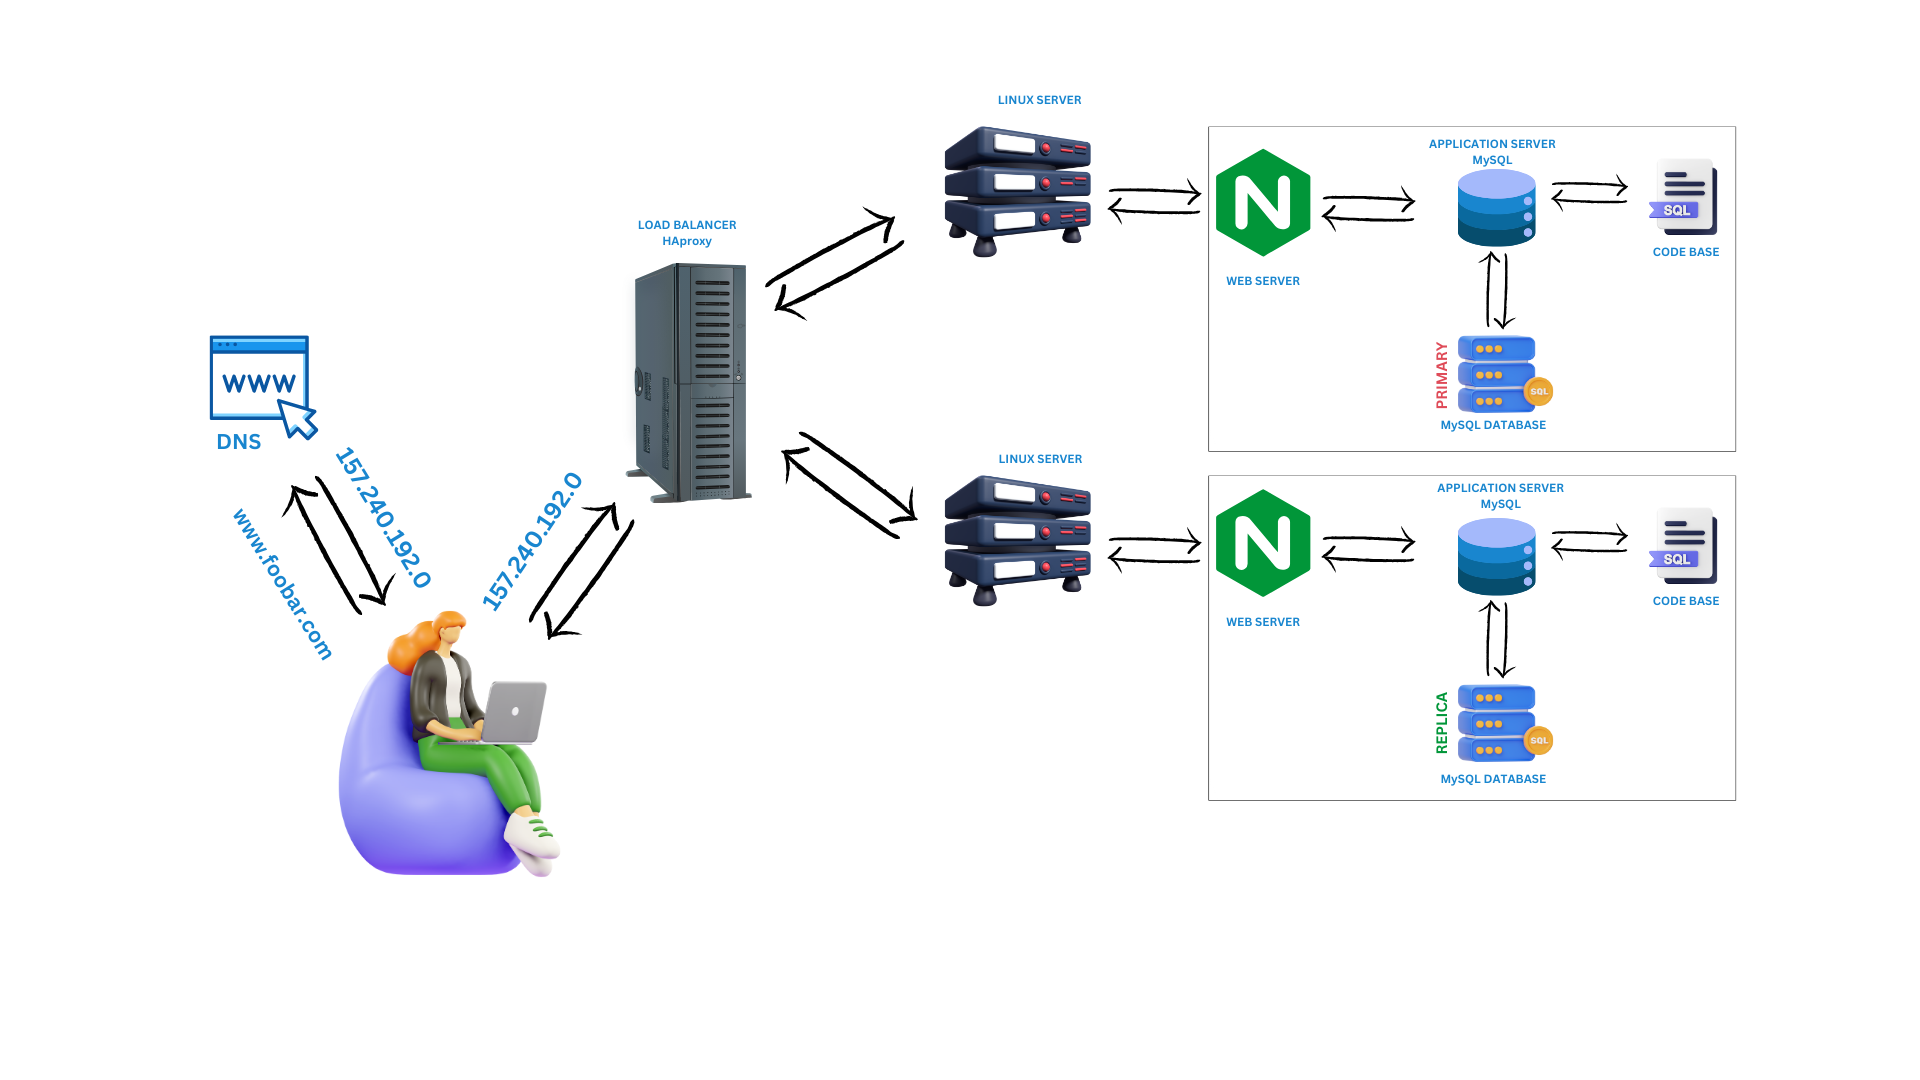 LINUX SERVER
APPLICATION SERVER
MySQL
SQL
CODE BASE
WEB SERVER
PRIMARY
SQL
MySQL DATABASE
LOAD BALANCER
HAproxy
WWW
DNS
157.240.192.0
www.foobar.com
157.240.192.0
LINUX SERVER
APPLICATION SERVER
MySQL
SQL
CODE BASE
WEB SERVER
REPLICA
SQL
MySQL DATABASE